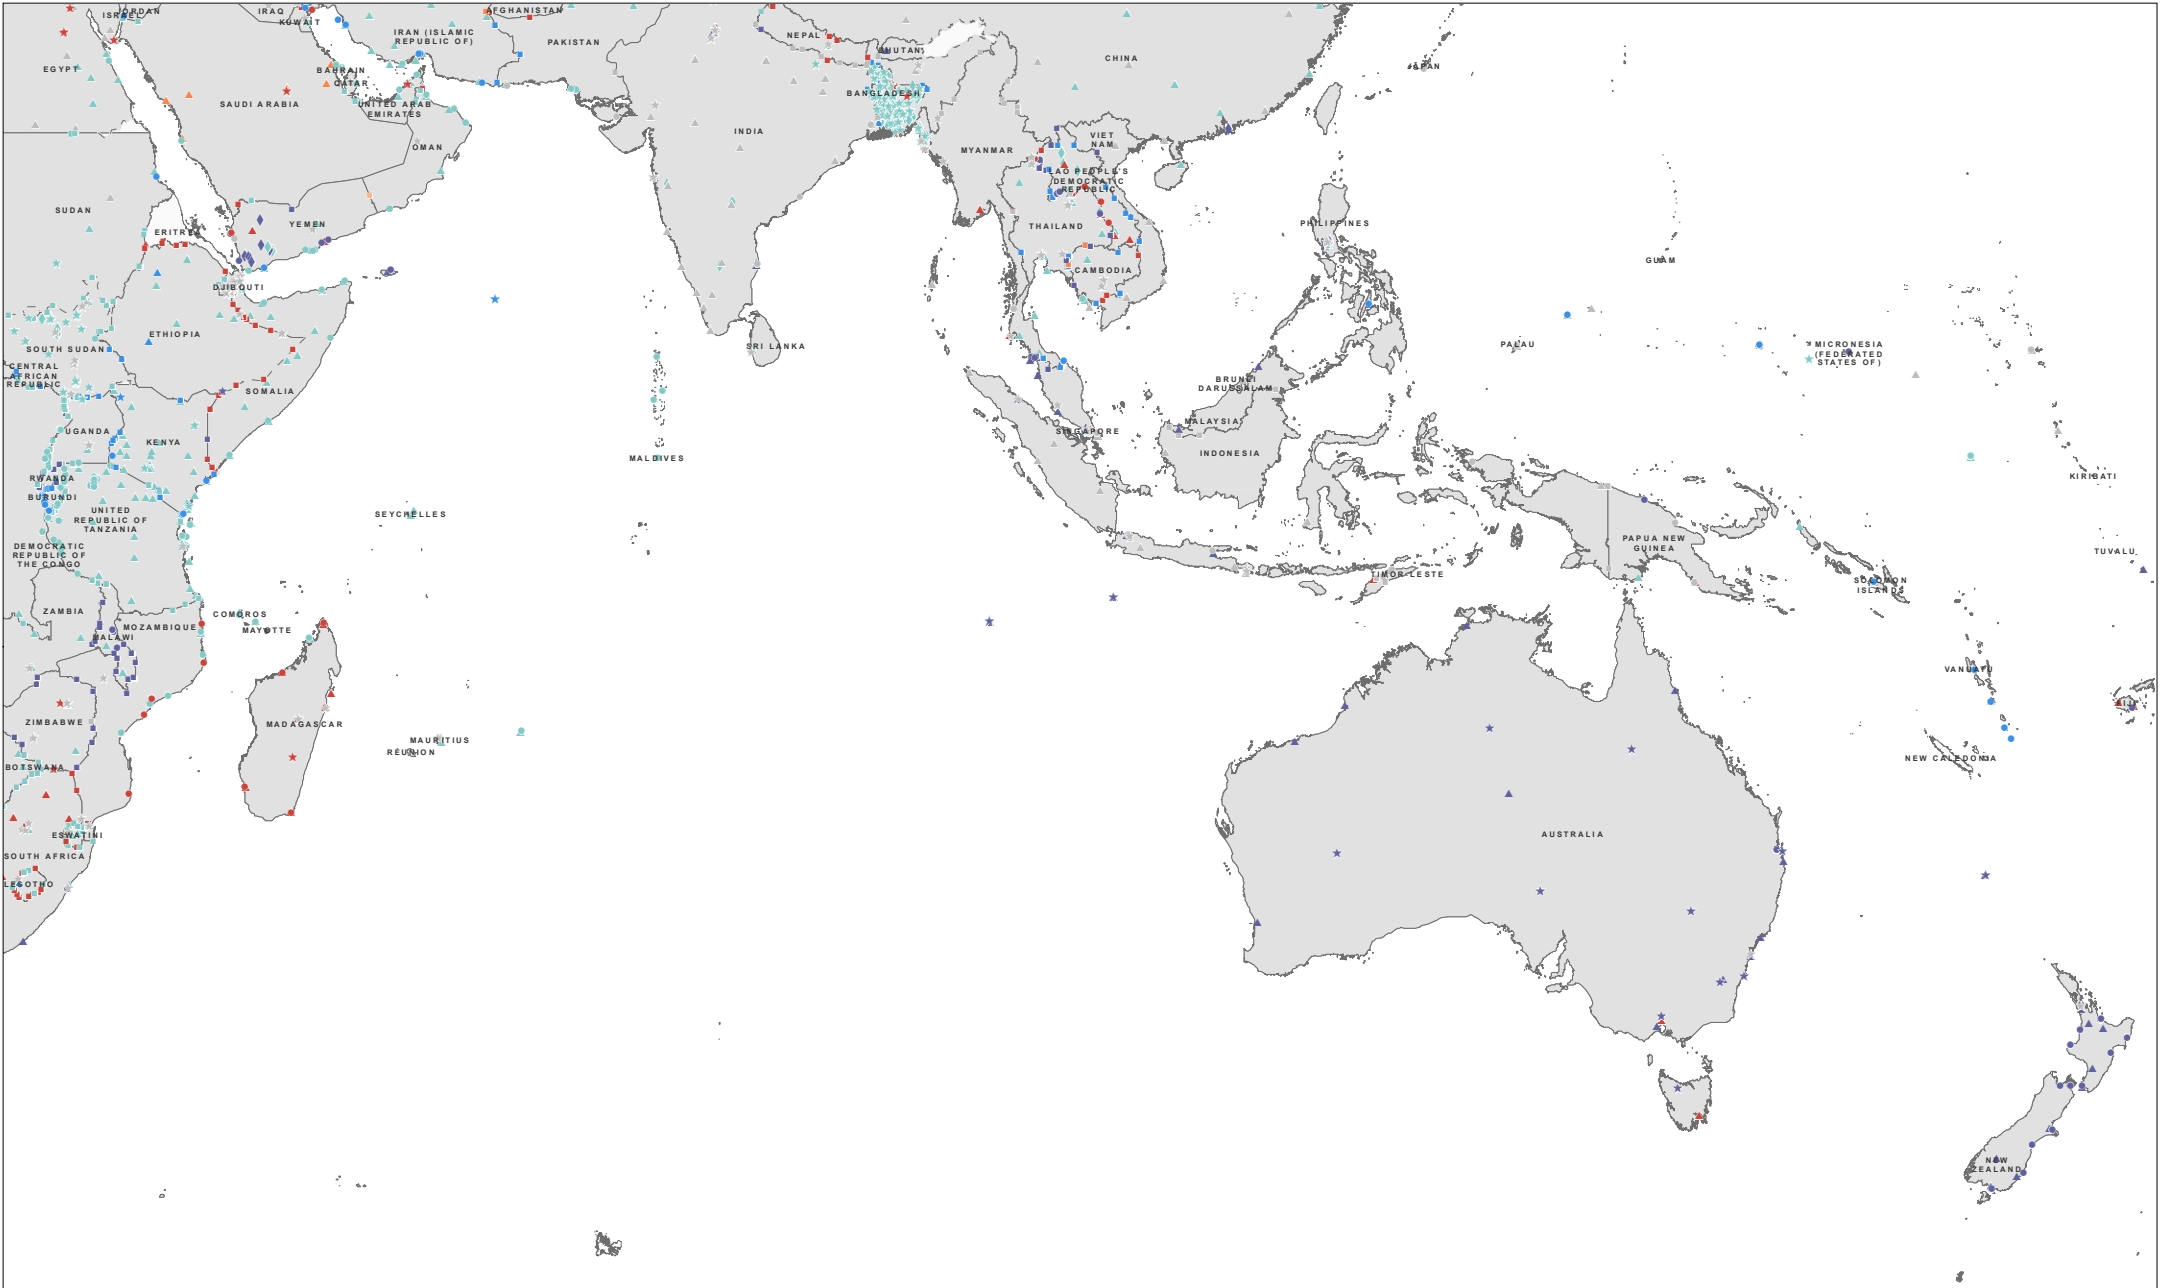 JORDAN
ISRAEL
IRAQ
KUWAIT
IRAN (ISLAMIC
REPUBLIC OF)
AFGHANISTAN
PAKISTAN
NEPAL
BHUTAN
CHINA
JAPAN
EGYPT
BAHRAIN
QATAR
SAUDI ARABIA
UNITED ARAB
EMIRATES
OMAN
BANGLADESH
INDIA
MYANMAR
VIET
NAM
LAO PEOPLE'S
DEMOCRATIC
REPUBLIC
SUDAN
ERITREA
YEMEN
THAILAND
PHILIPPINES
GUAM
DJIBOUTI
CAMBODIA
ETHIOPIA
SOUTH SUDAN
SRI LANKA
PALAU
MICRONESIA
(FEDERATED
STATES OF)
CENTRAL
AFRICAN
REPUBLIC
SOMALIA
BRUNEI
DARUSSALAM
MALAYSIA
SINGAPORE
UGANDA
KENYA
MALDIVES
INDONESIA
KIRIBATI
RWANDA
BURUNDI
UNITED
REPUBLIC OF
TANZANIA
SEYCHELLES
DEMOCRATIC
REPUBLIC OF
THE CONGO
PAPUA NEW
GUINEA
TUVALU
TIMOR-LESTE
SOLOMON
ISLANDS
ZAMBIA
COMOROS
MAYOTTE
MOZAMBIQUE
MALAWI
VANUATU
FIJI
ZIMBABWE
MADAGASCAR
MAURITIUS
RÉUNION
NEW CALEDONIA
BOTSWANA
AUSTRALIA
ESWATINI
SOUTH AFRICA
LESOTHO
NEW
ZEALAND